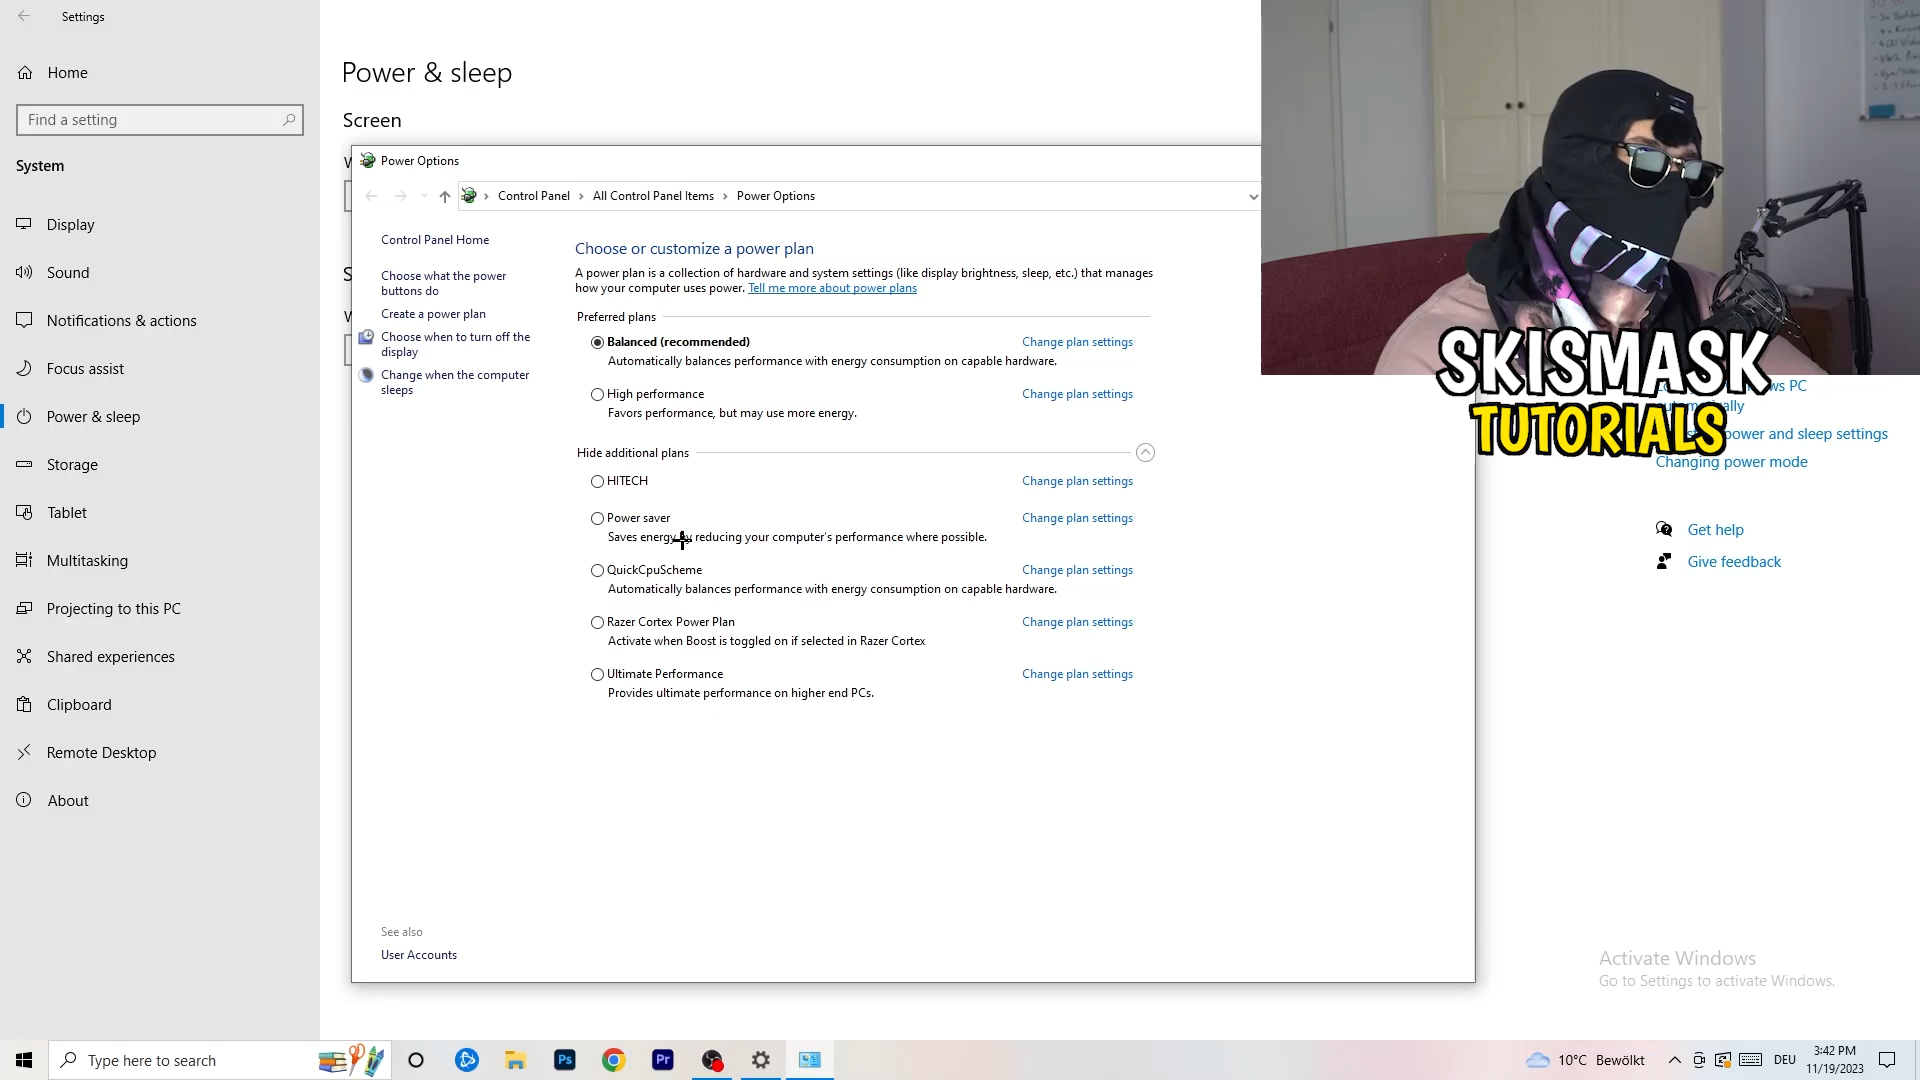 Settings
Home
Find a setting
System
Display
Sound
Notifications & actions
Focus assist
Power & sleep
Storage
Tablet
Multitasking
Projecting to this PC
Shared experiences
Clipboard
Remote Desktop
About
Power & sleep
Screen
Power Options
Control Panel › All Control Panel Items › Power Options
Control Panel Home
Choose what the power
buttons do
Create a power plan
Choose when to turn off the
display
Change when the computer
sleeps
See also
User Accounts
Choose or customize a power plan
A power plan is a collection of hardware and system settings (like display brightness, sleep, etc.) that manages
how your computer uses power. Tell me more about power plans
Preferred plans
Balanced (recommended) Change plan settings
Automatically balances performance with energy consumption on capable hardware.
High performance Change plan settings
Favors performance, but may use more energy.
Hide additional plans
HITECH Change plan settings
Power saver Change plan settings
Saves energy by reducing your computer's performance where possible.
QuickCpuScheme Change plan settings
Automatically balances performance with energy consumption on capable hardware.
Razer Cortex Power Plan Change plan settings
Activate when Boost is toggled on if selected in Razer Cortex
Ultimate Performance Change plan settings
Provides ultimate performance on higher end PCs.
SKISMASK
TUTORIALS
PC
power and sleep settings
Changing power mode
Get help
Give feedback
Activate Windows
Go to Settings to activate Windows.
Type here to search
Ps
Pr
10°C Bewölkt
DEU
3:42 PM
11/19/2023